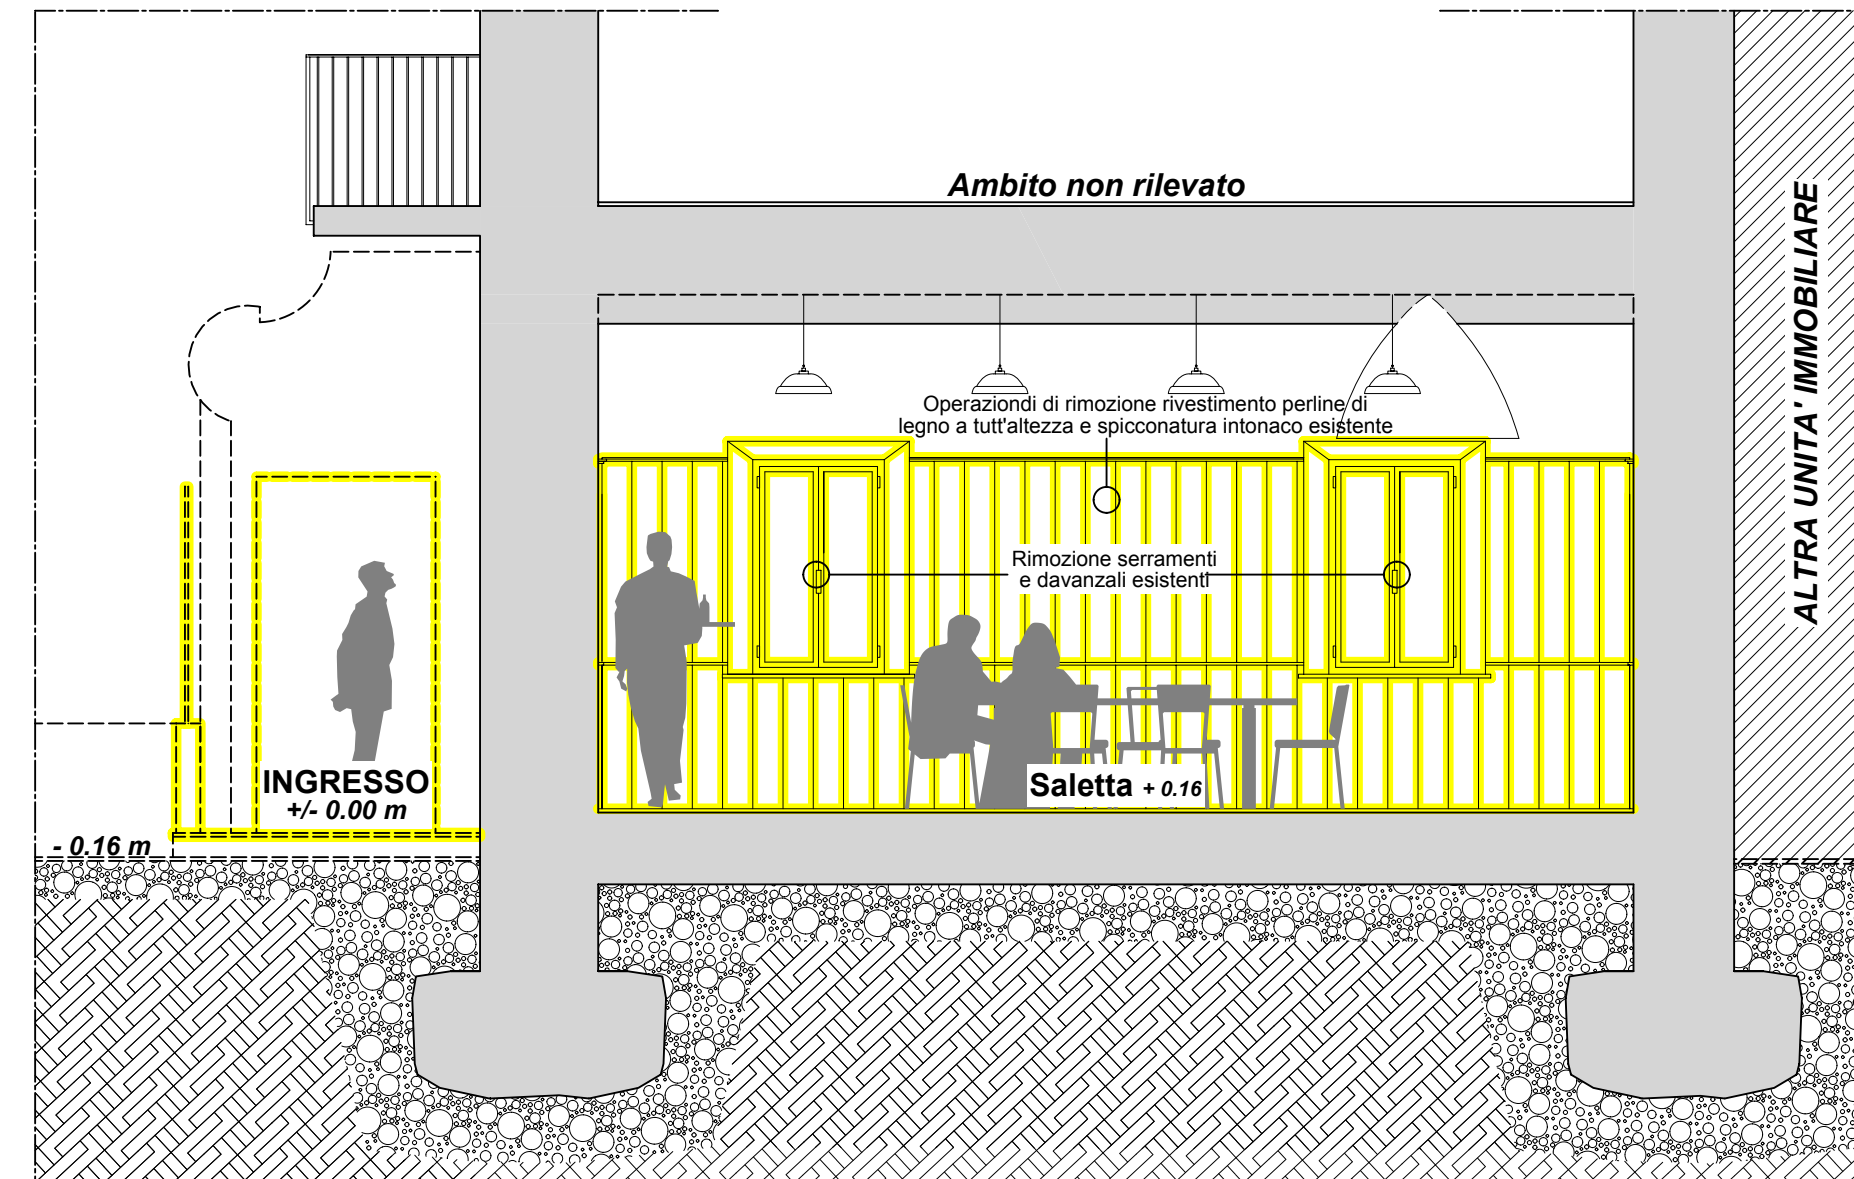 Ambito non rilevato
ALTRA UNITA' IMMOBILIARE
Operaziondi di rimozione rivestimento perline di
legno a tutt'altezza e spicconatura intonaco esistente
Rimozione serramenti
e davanzali esistenti
INGRESSO
+/- 0.00 m
Saletta + 0.16
- 0.16 m